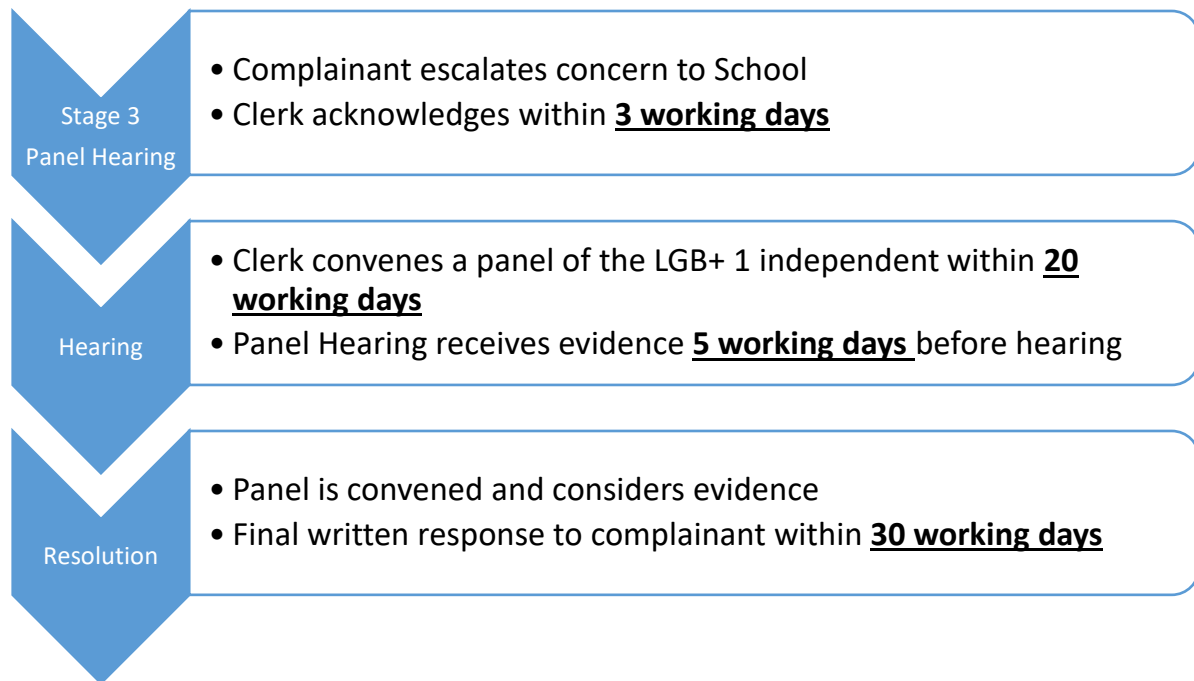 Stage 3
Panel Hearing
• Complainant escalates concern to School
• Clerk acknowledges within 3 working days
Hearing
• Clerk convenes a panel of the LGB+ 1 independent within 20
working days
• Panel Hearing receives evidence 5 working days before hearing
Resolution
• Panel is convened and considers evidence
• Final written response to complainant within 30 working days